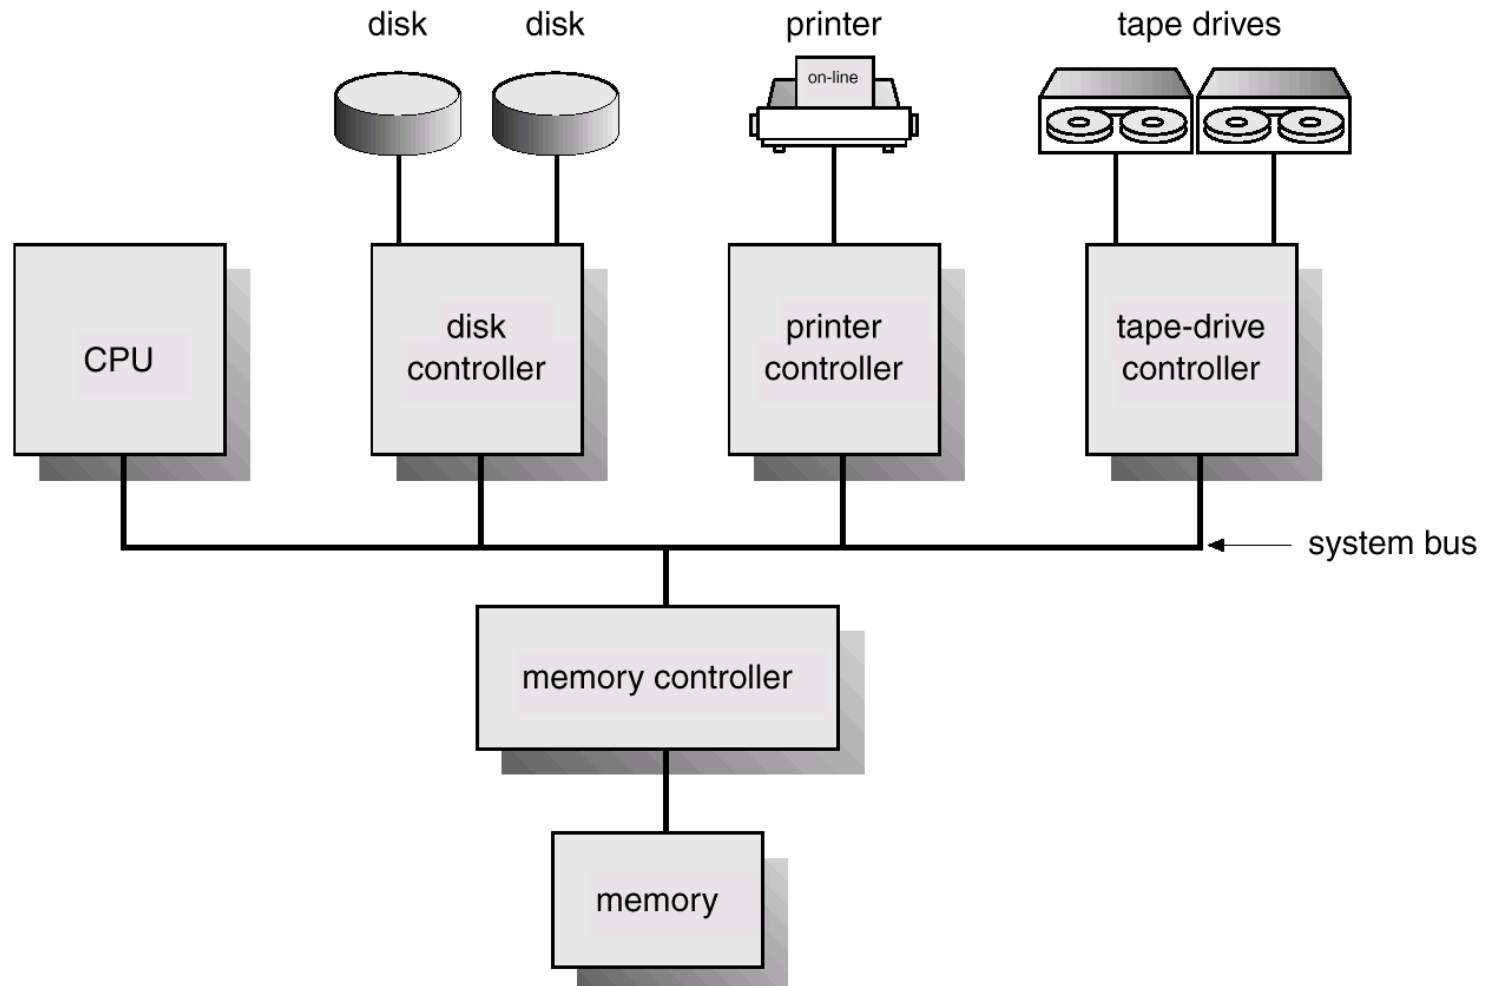 disk
disk
printer
tape drives
on-line
CPU
disk
controller
printer
controller
tape-drive
controller
system bus
memory controller
memory